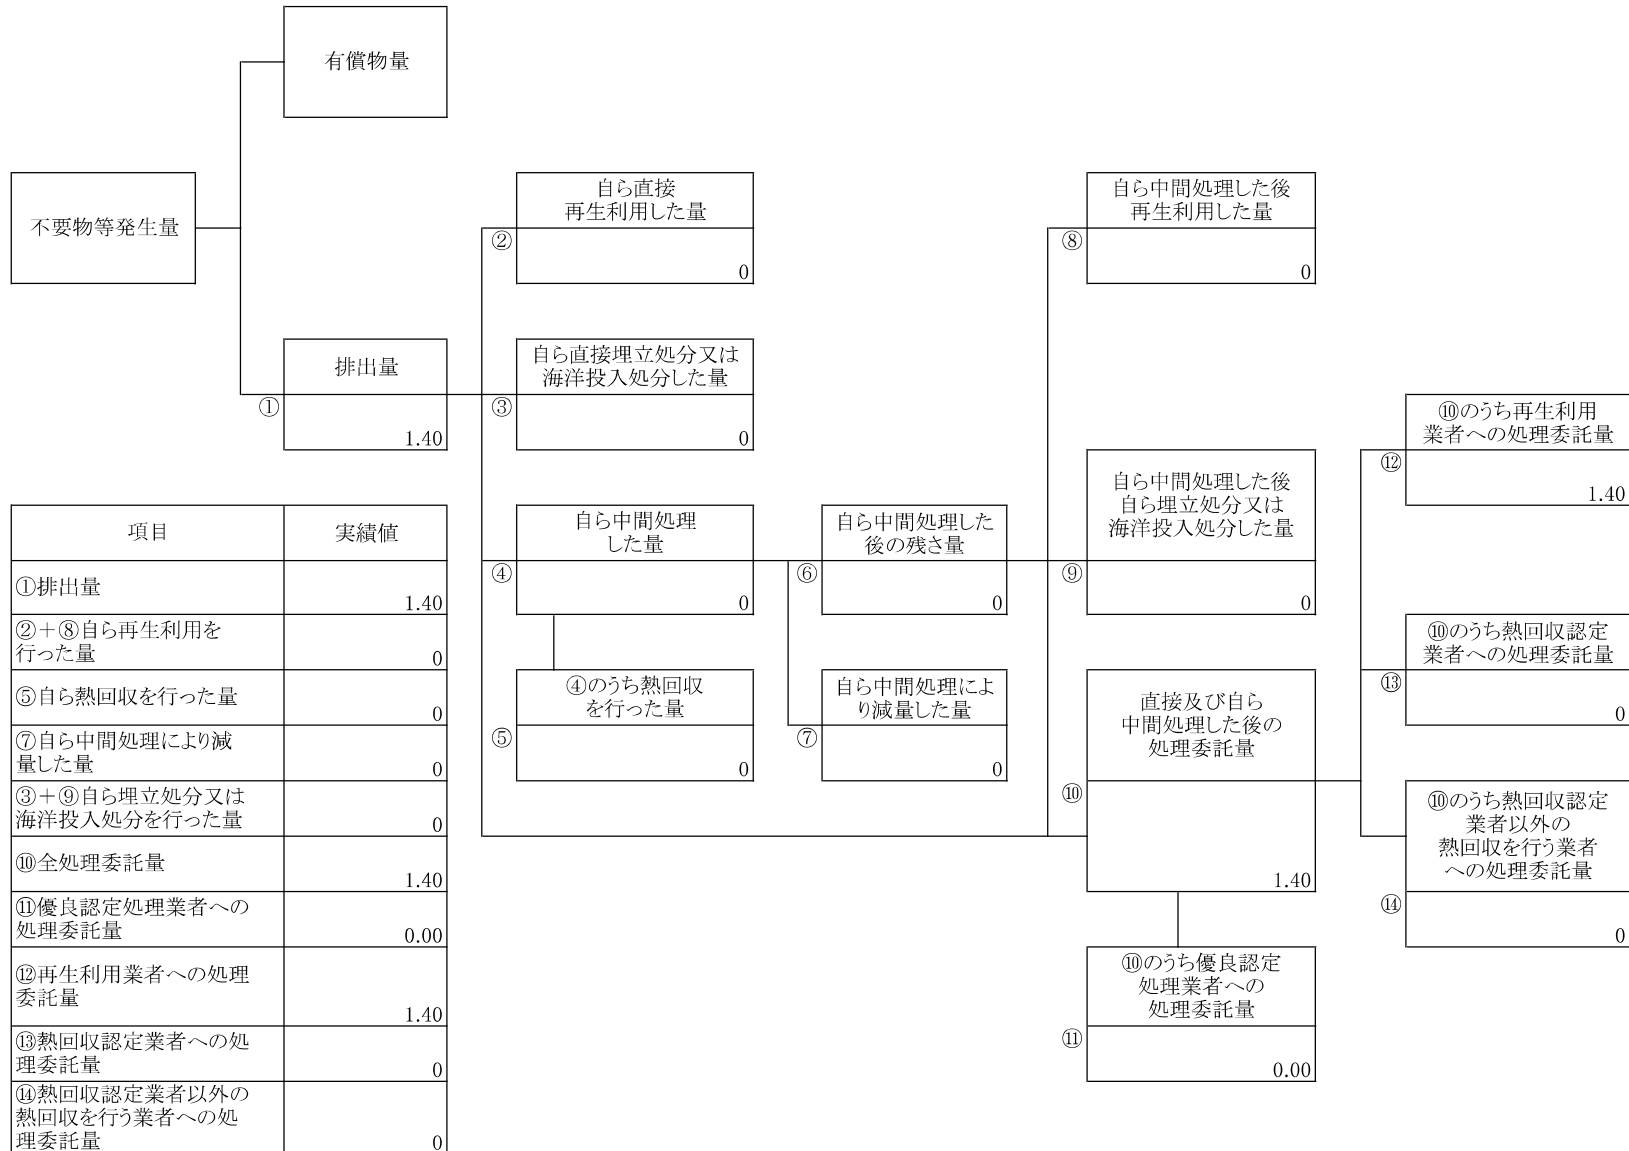 有償物量
不要物等発生量
自ら直接
再生利用した量
②
0
自ら中間処理した後
再生利用した量
⑧
0
排出量
①
1.40
自ら直接埋立処分又は
海洋投入処分した量
③
0
⑩のうち再生利用
業者への処理委託量
⑫
1.40
自ら中間処理
した量
④
0
自ら中間処理した
後の残さ量
⑥
0
自ら中間処理した後
自ら埋立処分又は
海洋投入処分した量
⑨
0
⑩のうち熱回収認定
業者への処理委託量
⑬
0
④のうち熱回収
を行った量
⑤
0
自ら中間処理によ
り減量した量
⑦
0
直接及び自ら
中間処理した後の
処理委託量
⑩
1.40
⑩のうち熱回収認定
業者以外の
熱回収を行う業者
への処理委託量
⑭
0
⑩のうち優良認定
処理業者への
処理委託量
⑪
0.00
項目
実績値
①排出量
1.40
②+⑧自ら再生利用を
行った量
0
⑤自ら熱回収を行った量
0
⑦自ら中間処理により減
量した量
0
③+⑨自ら埋立処分又は
海洋投入処分を行った量
0
⑩全処理委託量
1.40
⑪優良認定処理業者への
処理委託量
0.00
⑫再生利用業者への処理
委託量
1.40
⑬熱回収認定業者への処
理委託量
0
⑭熱回収認定業者以外の
熱回収を行う業者への処
理委託量
0